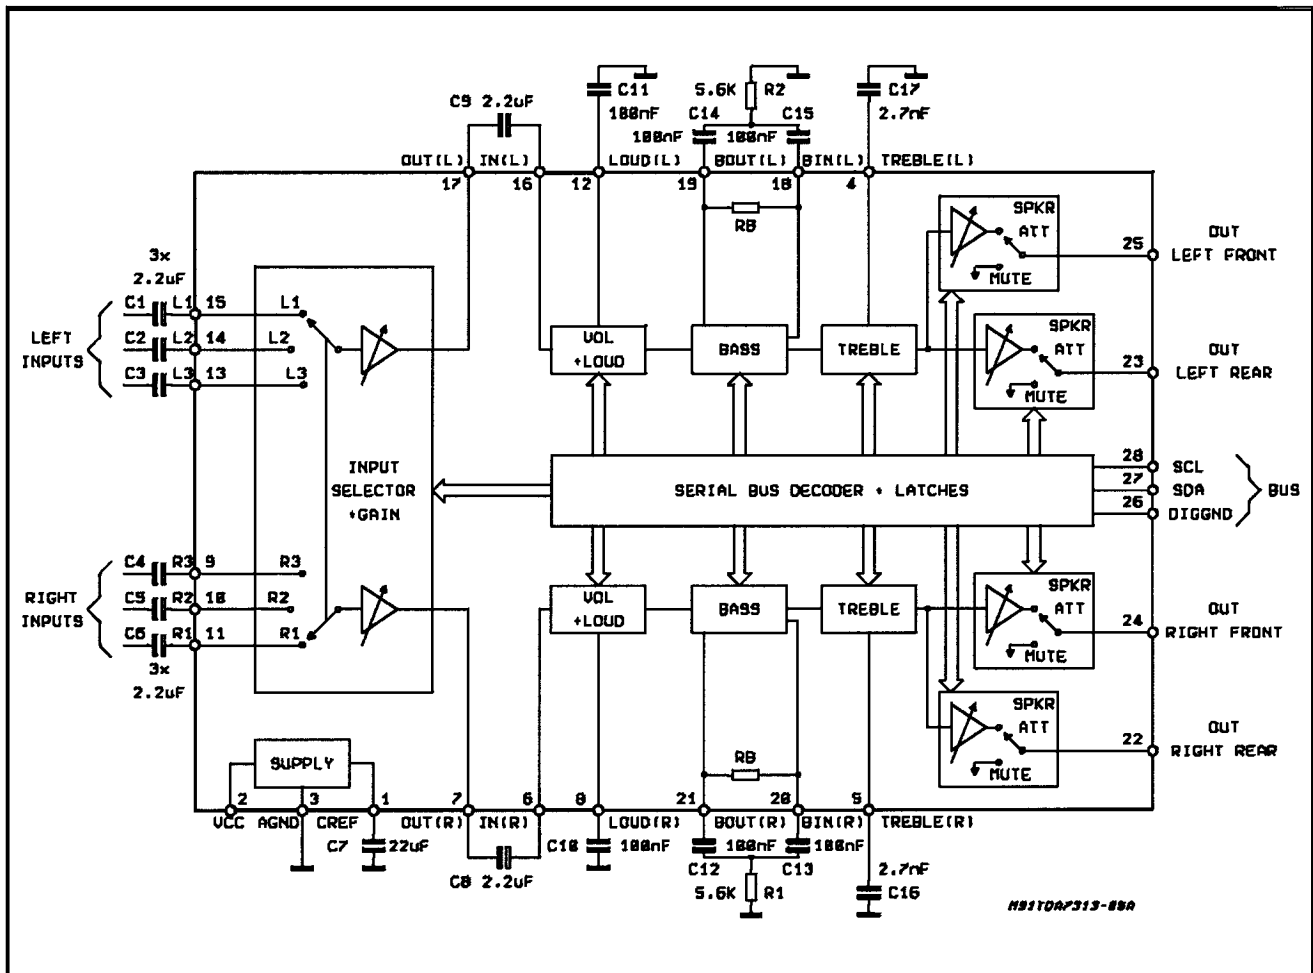 C11
100nF
5.6K
R2
C17
2.7nF
C9 2.2uF
C14
100nF
C15
100nF
OUT(L)
IN(L)
LOUD(L)
BOUT(L)
BIN(L)
TREBLE(L)
17
16
12
19
18
4
RB
SPKR
ATT
MUTE
25
OUT
LEFT FRONT
3x
2.2uF
C1
L1
15
L1
LEFT
INPUTS
C2
L2
14
L2
C3
L3
13
L3
VOL
+LOUD
BASS
TREBLE
SPKR
ATT
MUTE
23
OUT
LEFT REAR
INPUT
SELECTOR
+GAIN
SERIAL BUS DECODER + LATCHES
28
SCL
27
SDA
26
DIGGND
BUS
C4
R3
9
R3
RIGHT
INPUTS
C5
R2
10
R2
C6
R1
11
R1
3x
2.2uF
VOL
+LOUD
BASS
TREBLE
SPKR
ATT
MUTE
24
OUT
RIGHT FRONT
SPKR
ATT
MUTE
22
OUT
RIGHT REAR
SUPPLY
RB
2
3
1
7
6
8
21
20
5
VCC
AGND
CREF
OUT(R)
IN(R)
LOUD(R)
BOUT(R)
BIN(R)
TREBLE(R)
C7
22uF
C8 2.2uF
C10
100nF
100nF
C12
100nF
C13
5.6K
R1
2.7nF
C16
M91TDA7313-05A